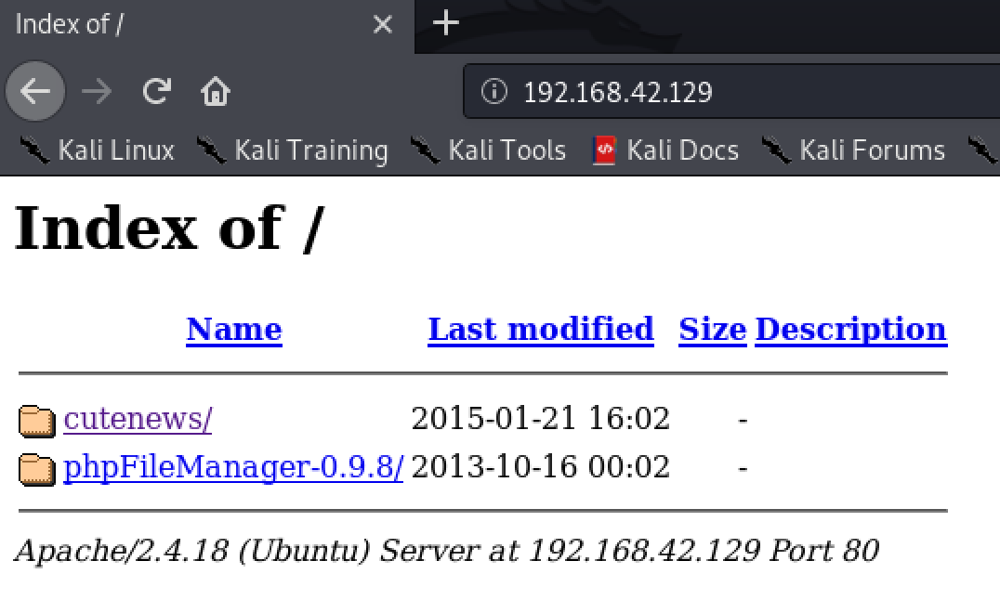 Index of /
192.168.42.129
Kali Linux Kali Training Kali Tools Kali Docs Kali Forums
Index of /
Name Last modified Size Description
cutenews/ 2015-01-21 16:02 -
phpFileManager-0.9.8/ 2013-10-16 00:02 -
Apache/2.4.18 (Ubuntu) Server at 192.168.42.129 Port 80